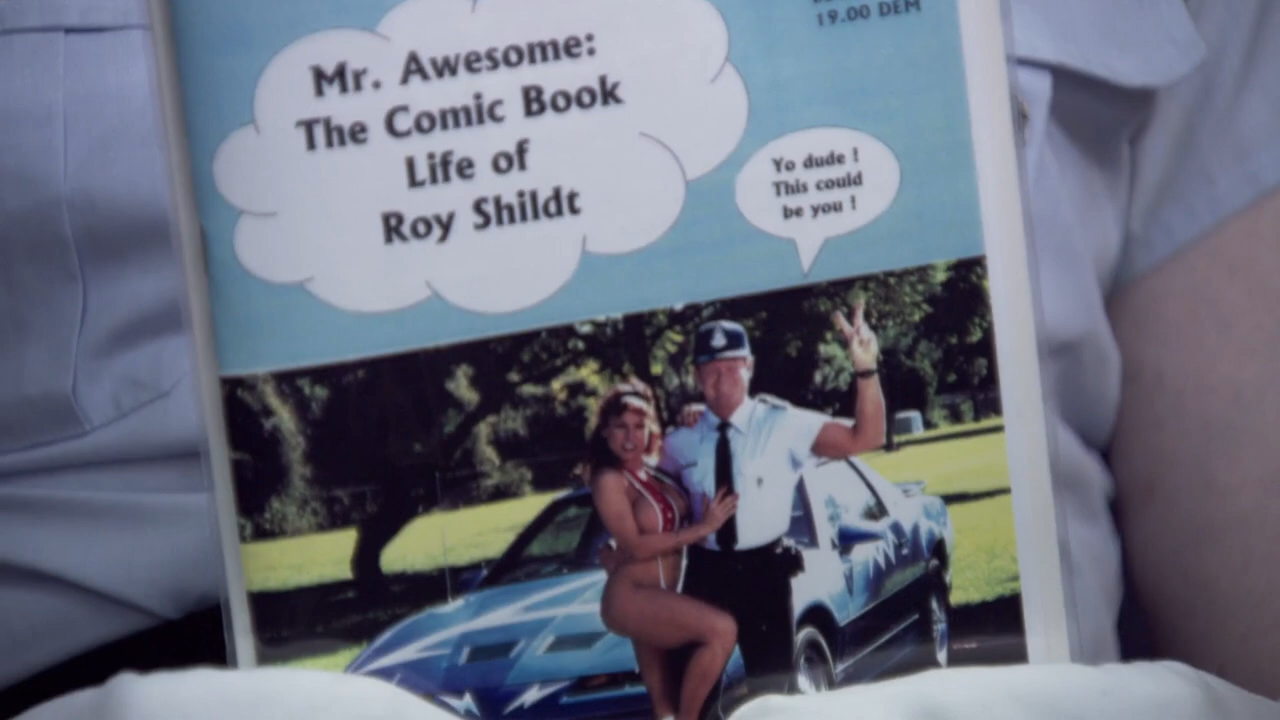 19.00 DEM
Mr. Awesome:
The Comic Book
Life of
Roy Shildt
Yo dude !
This could
be you !